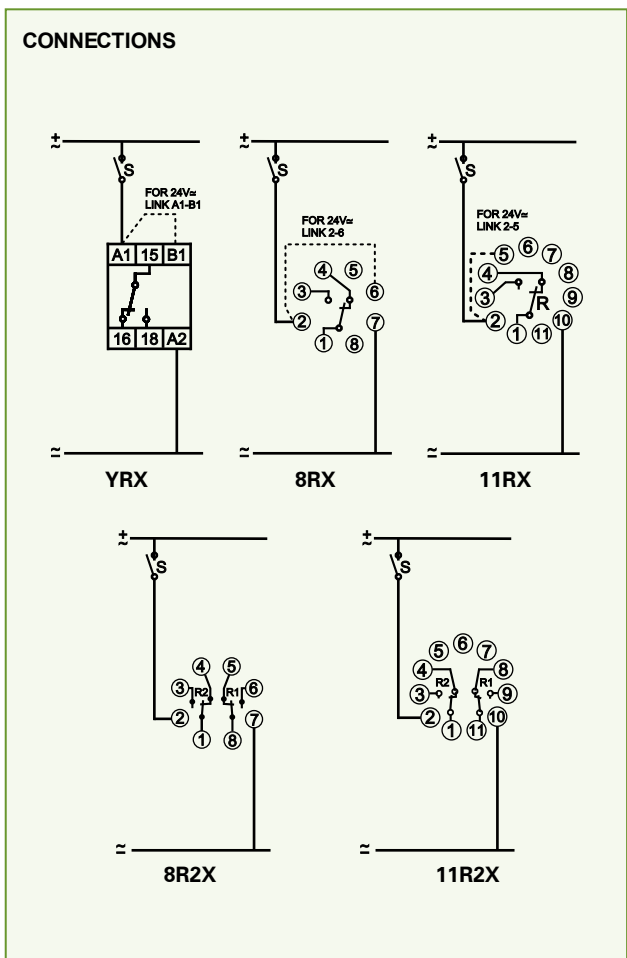 CONNECTIONS
± ~
S
FOR 24V≃
LINK A1-B1
A1 15 B1
16 18 A2
≃
YRX
± ~
S
FOR 24V≃
LINK 2-6
4 5
3 6
2 7
1 8
≃
8RX
± ~
S
FOR 24V≃
LINK 2-5
5 6 7
4 8
3 R 9
2 10
1 11
≃
11RX
± ~
S
4 5
3 R2 R1 6
2 7
1 8
≃
8R2X
± ~
S
5 6 7
4 8
3 R2 R1 9
2 10
1 11
≃
11R2X